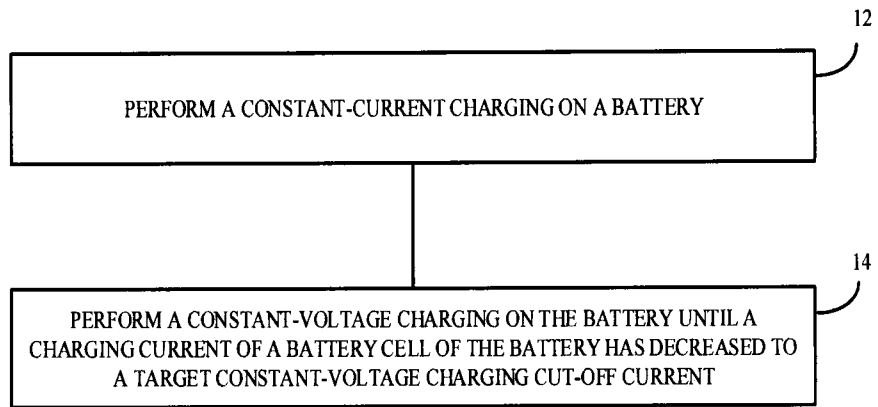 12
PERFORM A CONSTANT-CURRENT CHARGING ON A BATTERY
14
PERFORM A CONSTANT-VOLTAGE CHARGING ON THE BATTERY UNTIL A
CHARGING CURRENT OF A BATTERY CELL OF THE BATTERY HAS DECREASED TO
A TARGET CONSTANT-VOLTAGE CHARGING CUT-OFF CURRENT